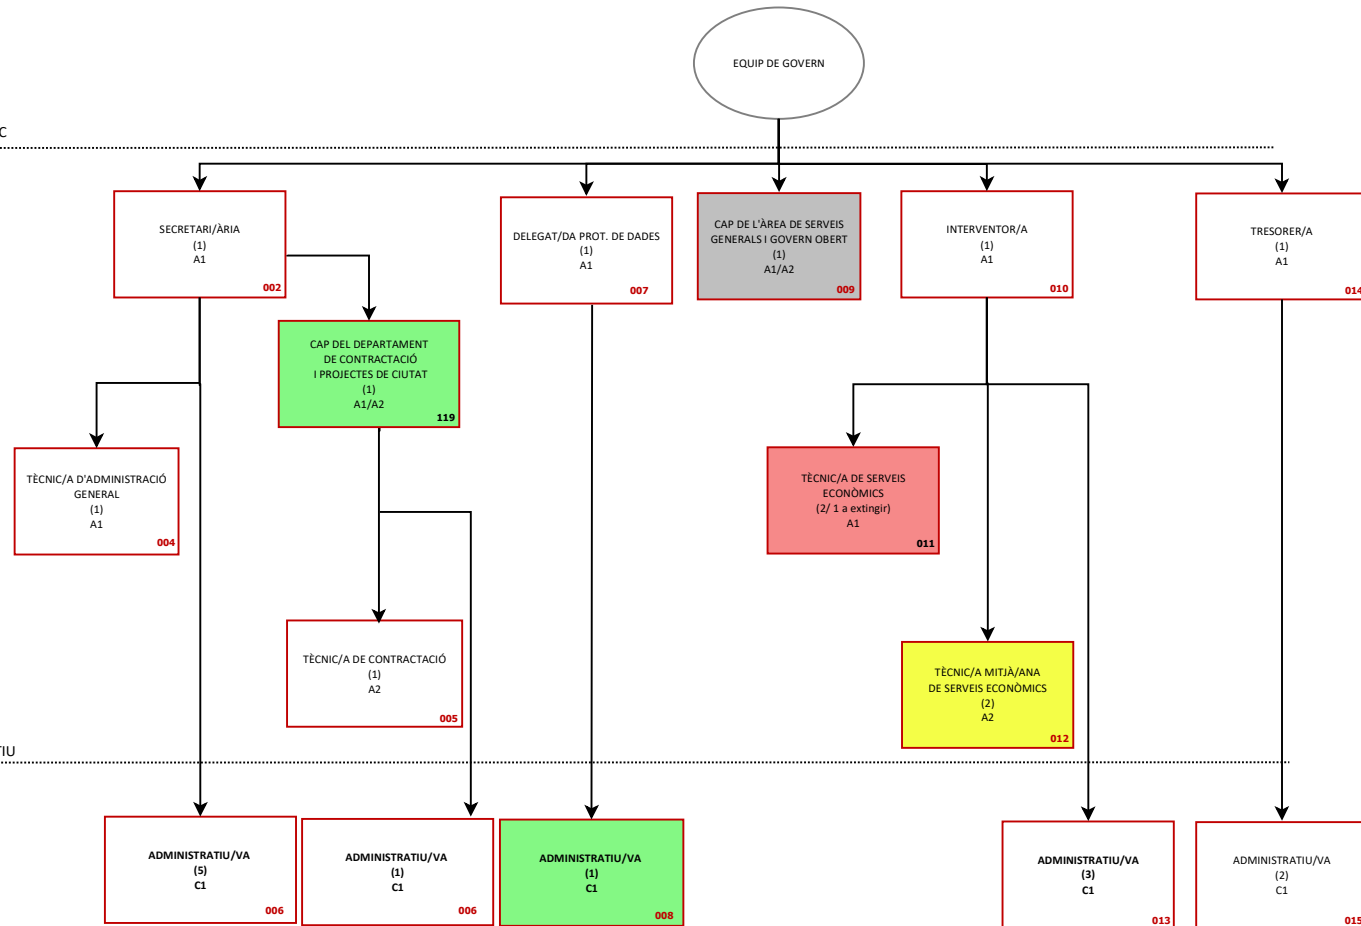 EQUIP DE GOVERN
C
SECRETARI/ÀRIA
(1)
A1
002
DELEGAT/DA PROT. DE DADES
(1)
A1
007
CAP DE L'ÀREA DE SERVEIS
GENERALS I GOVERN OBERT
(1)
A1/A2
009
INTERVENTOR/A
(1)
A1
010
TRESORER/A
(1)
A1
014
CAP DEL DEPARTAMENT
DE CONTRACTACIÓ
I PROJECTES DE CIUTAT
(1)
A1/A2
119
TÈCNIC/A D'ADMINISTRACIÓ
GENERAL
(1)
A1
004
TÈCNIC/A DE SERVEIS
ECONÒMICS
(2/ 1 a extingir)
A1
011
TÈCNIC/A DE CONTRACTACIÓ
(1)
A2
005
TÈCNIC/A MITJÀ/ANA
DE SERVEIS ECONÒMICS
(2)
A2
012
TIU
ADMINISTRATIU/VA
(5)
C1
006
ADMINISTRATIU/VA
(1)
C1
006
ADMINISTRATIU/VA
(1)
C1
008
ADMINISTRATIU/VA
(3)
C1
013
ADMINISTRATIU/VA
(2)
C1
015